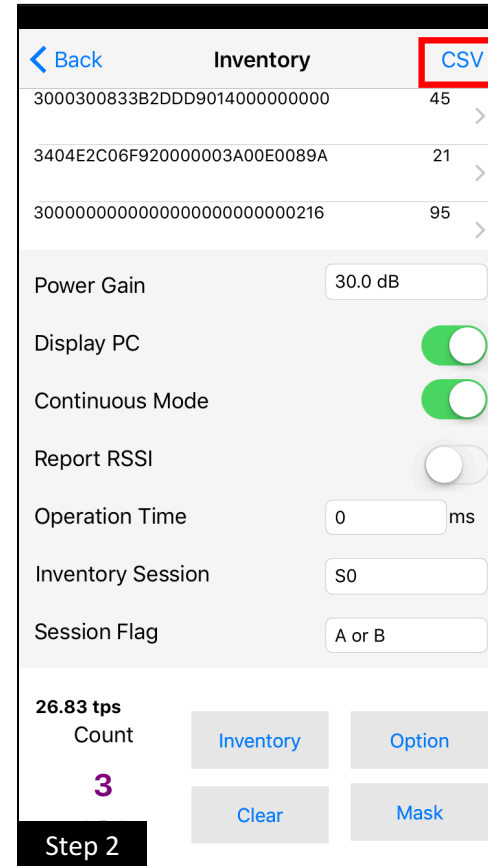 Back Inventory CSV
3000300833B2DDD9014000000000 45
3404E2C06F920000003A00E0089A 21
3000000000000000000000000216 95
Power Gain 30.0 dB
Display PC
Continuous Mode
Report RSSI
Operation Time 0 ms
Inventory Session S0
Session Flag A or B
26.83 tps
Count Inventory Option
3
Clear Mask
Step 2